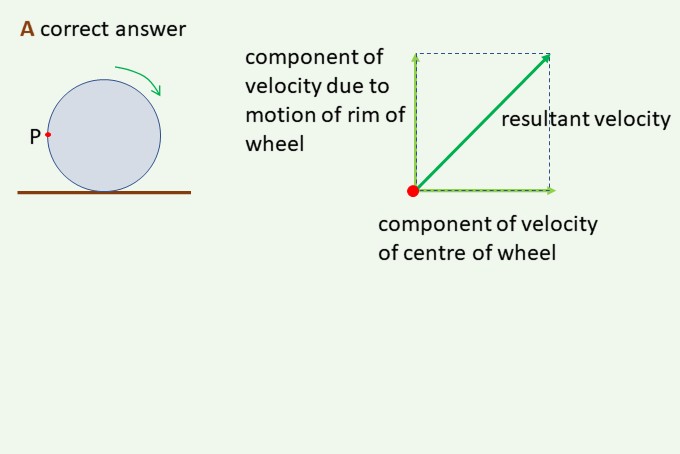 A correct answer
P
component of
velocity due to
motion of rim of
wheel
resultant velocity
component of velocity
of centre of wheel